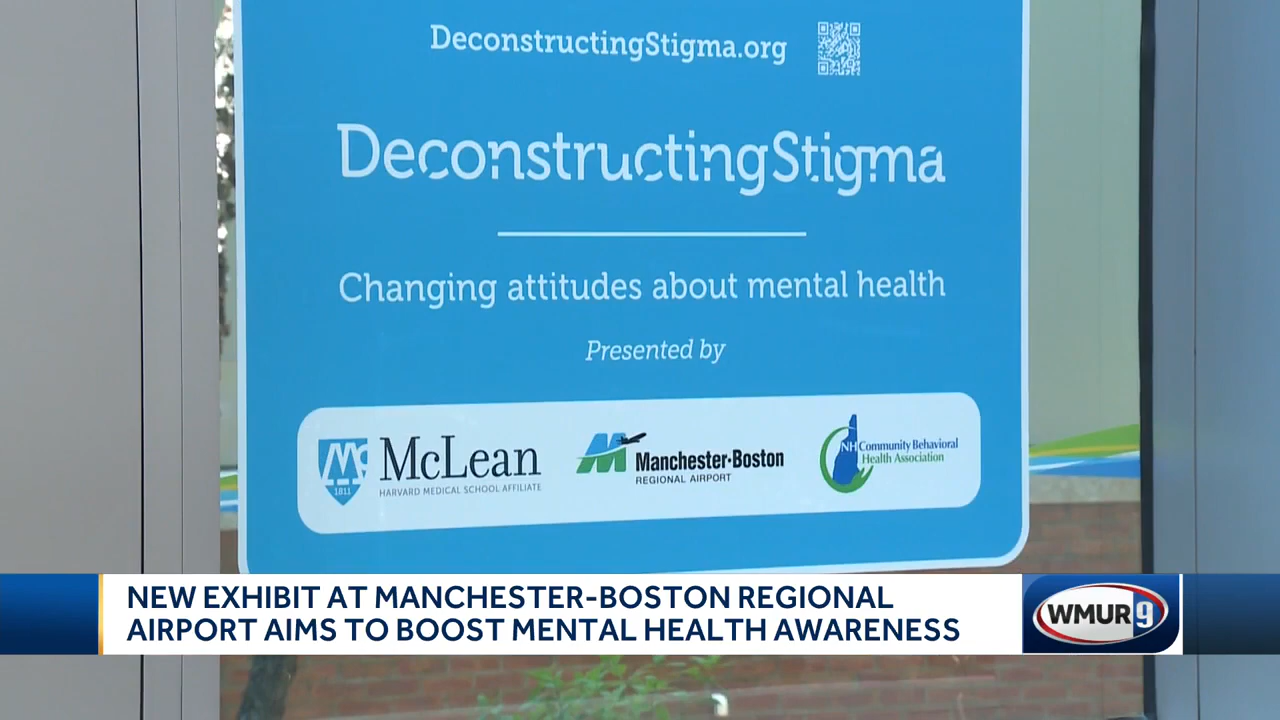 DeconstructingStigma.org
DeconstructingStigma
Changing attitudes about mental health
Presented by
McLean
HARVARD MEDICAL SCHOOL AFFILIATE
1811
Manchester·Boston
REGIONAL AIRPORT
NH Community Behavioral
Health Association
NEW EXHIBIT AT MANCHESTER-BOSTON REGIONAL
AIRPORT AIMS TO BOOST MENTAL HEALTH AWARENESS
WMUR 9